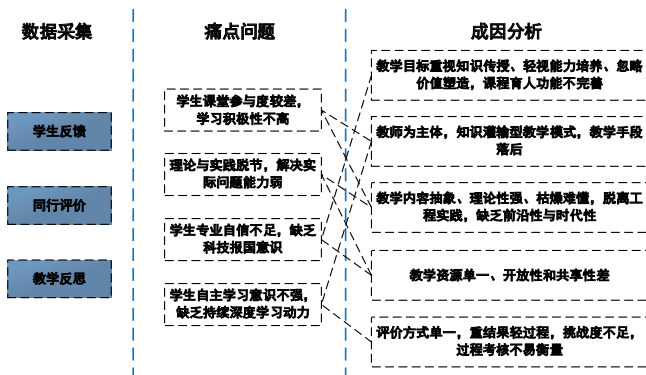 数据采集
痛点问题
成因分析
学生反馈
同行评价
教学反思
学生课堂参与度较差，
学习积极性不高
理论与实践脱节，解决实
际问题能力弱
学生专业自信不足，缺乏
科技报国意识
学生自主学习意识不强，
缺乏持续深度学习动力
教学目标重视知识传授、轻视能力培养、忽略
价值塑造，课程育人功能不完善
教师为主体，知识灌输型教学模式，教学手段
落后
教学内容抽象、理论性强、枯燥难懂，脱离工
程实践，缺乏前沿性与时代性
教学资源单一、开放性和共享性差
评价方式单一，重结果轻过程，挑战度不足，
过程考核不易衡量